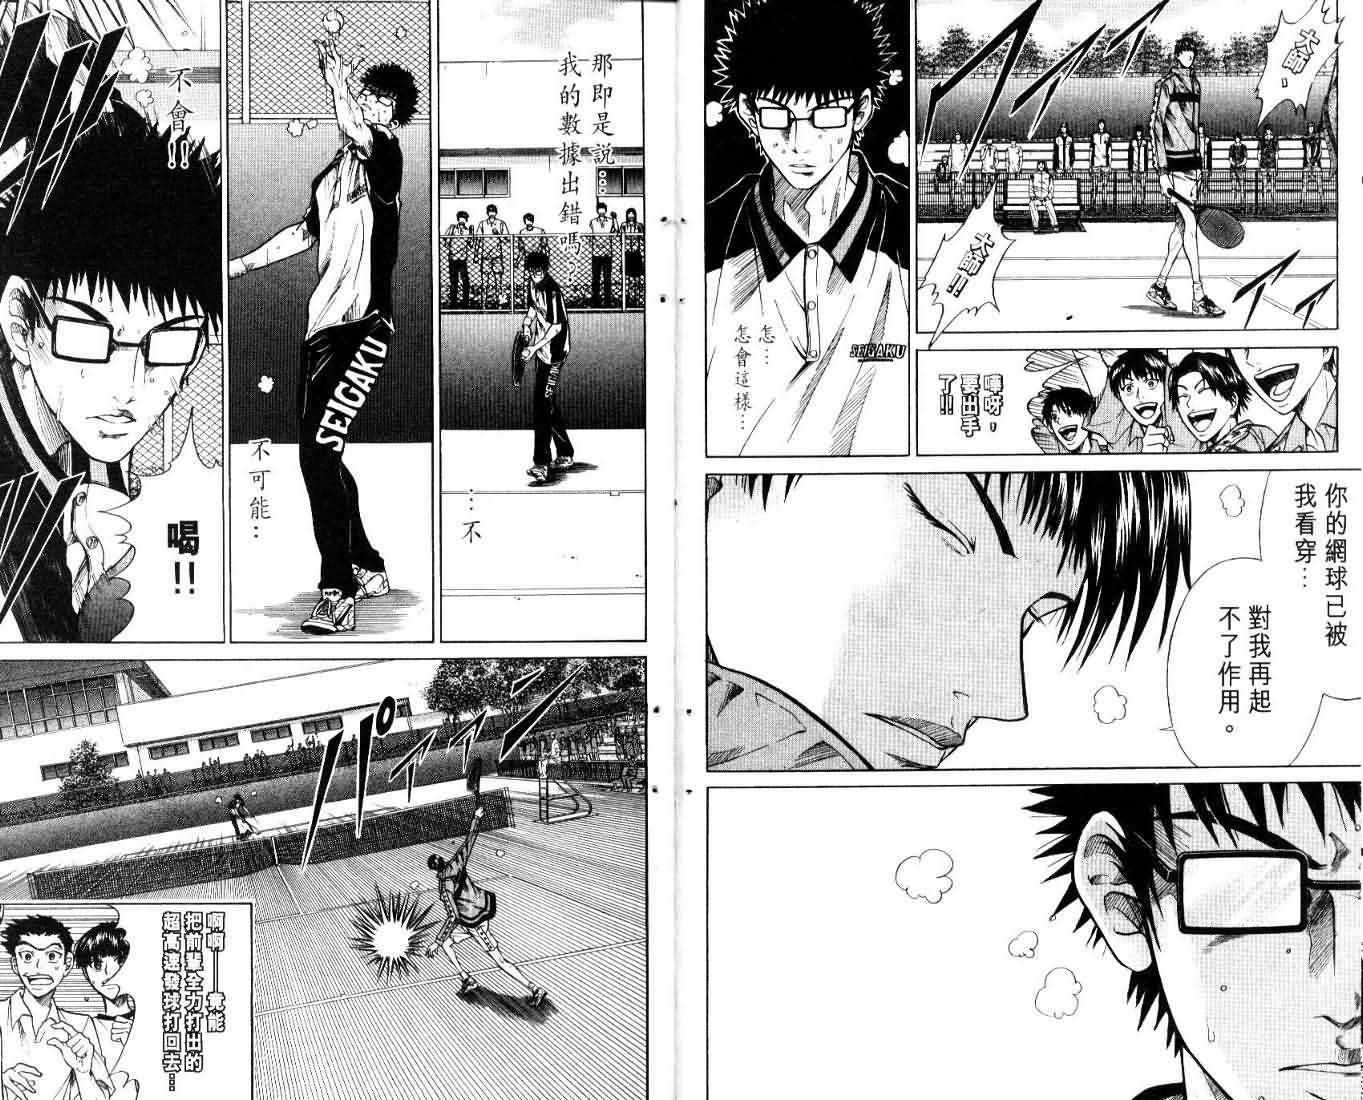 大師。
大師!!
嘩呀,
要出手
了!!
怎…
怎會這樣…
SEIGAKU
你的網球已被
我看穿…
對我再起
不了作用。
那即是說…
我的數據出錯嗎?
…不
SEIGAKU
不可能…
SEIGAKU
不會!!
喝!!
啊啊——竟能
把前輩全力打出的
超高速發球打回去…